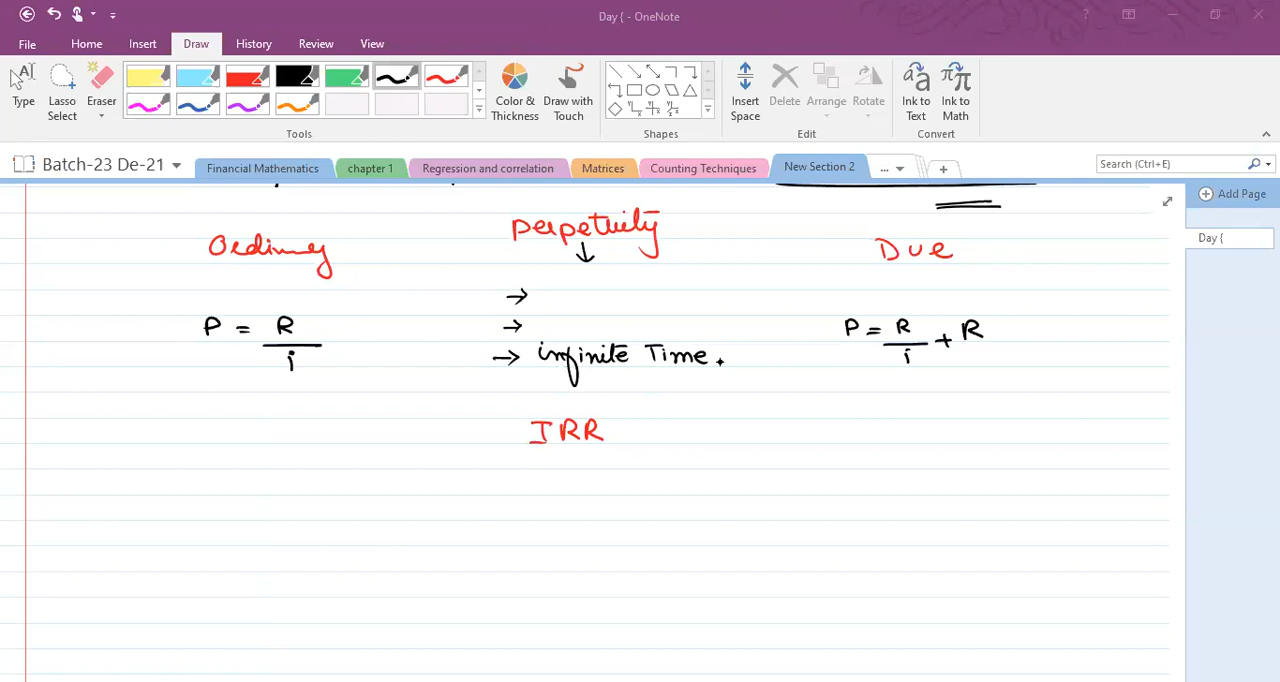 Day { - OneNote
File Home Insert Draw History Review View
Type Lasso Select Eraser Color & Thickness Draw with Touch Insert Space Delete Arrange Rotate Ink to Text Ink to Math
Tools Shapes Edit Convert
Batch-23 De-21 Financial Mathematics chapter 1 Regression and correlation Matrices Counting Techniques New Section 2 ... Search (Ctrl+E)
Add Page
Day {
Perpetuity
Ordinary Due
↓
→
P = R/i → P = R/i + R
→ infinite Time.
IRR